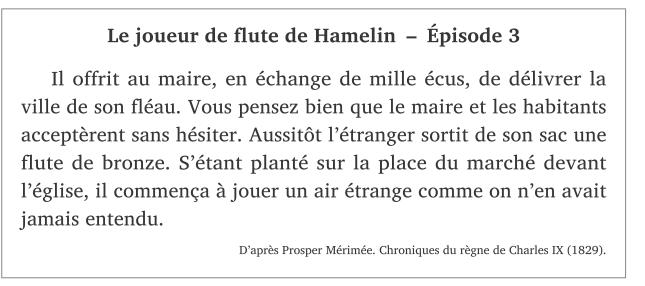 Le joueur de flute de Hamelin – Épisode 3
Il offrit au maire, en échange de mille écus, de délivrer la
ville de son fléau. Vous pensez bien que le maire et les habitants
acceptèrent sans hésiter. Aussitôt l’étranger sortit de son sac une
flute de bronze. S’étant planté sur la place du marché devant
l’église, il commença à jouer un air étrange comme on n’en avait
jamais entendu.
D’après Prosper Mérimée. Chroniques du règne de Charles IX (1829).